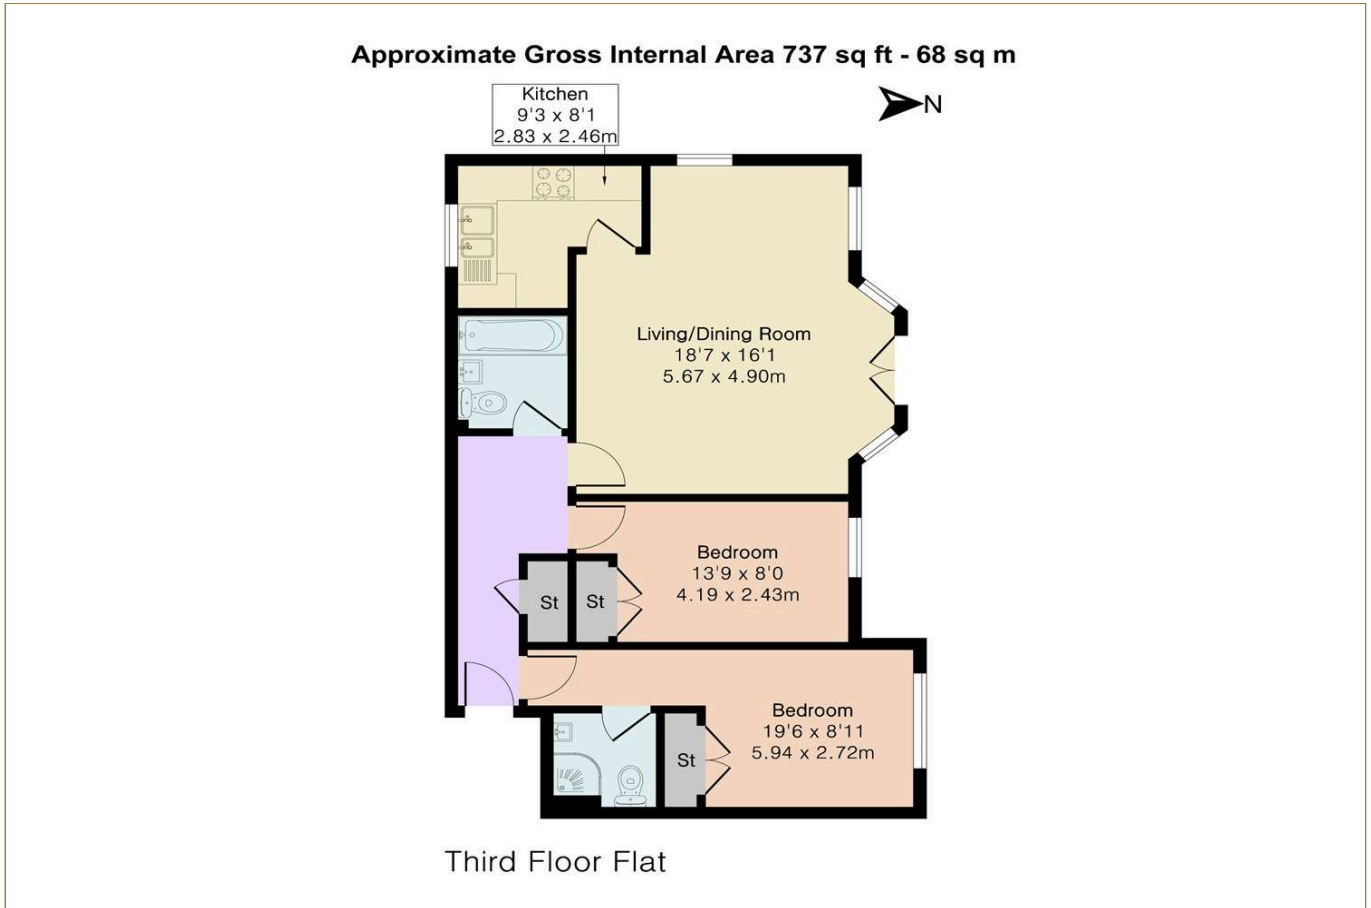 Approximate Gross Internal Area 737 sq ft - 68 sq m
Kitchen
9'3 x 8'1
2.83 x 2.46m
N
Living/Dining Room
18'7 x 16'1
5.67 x 4.90m
Bedroom
13'9 x 8'0
4.19 x 2.43m
St
St
Bedroom
19'6 x 8'11
5.94 x 2.72m
St
Third Floor Flat